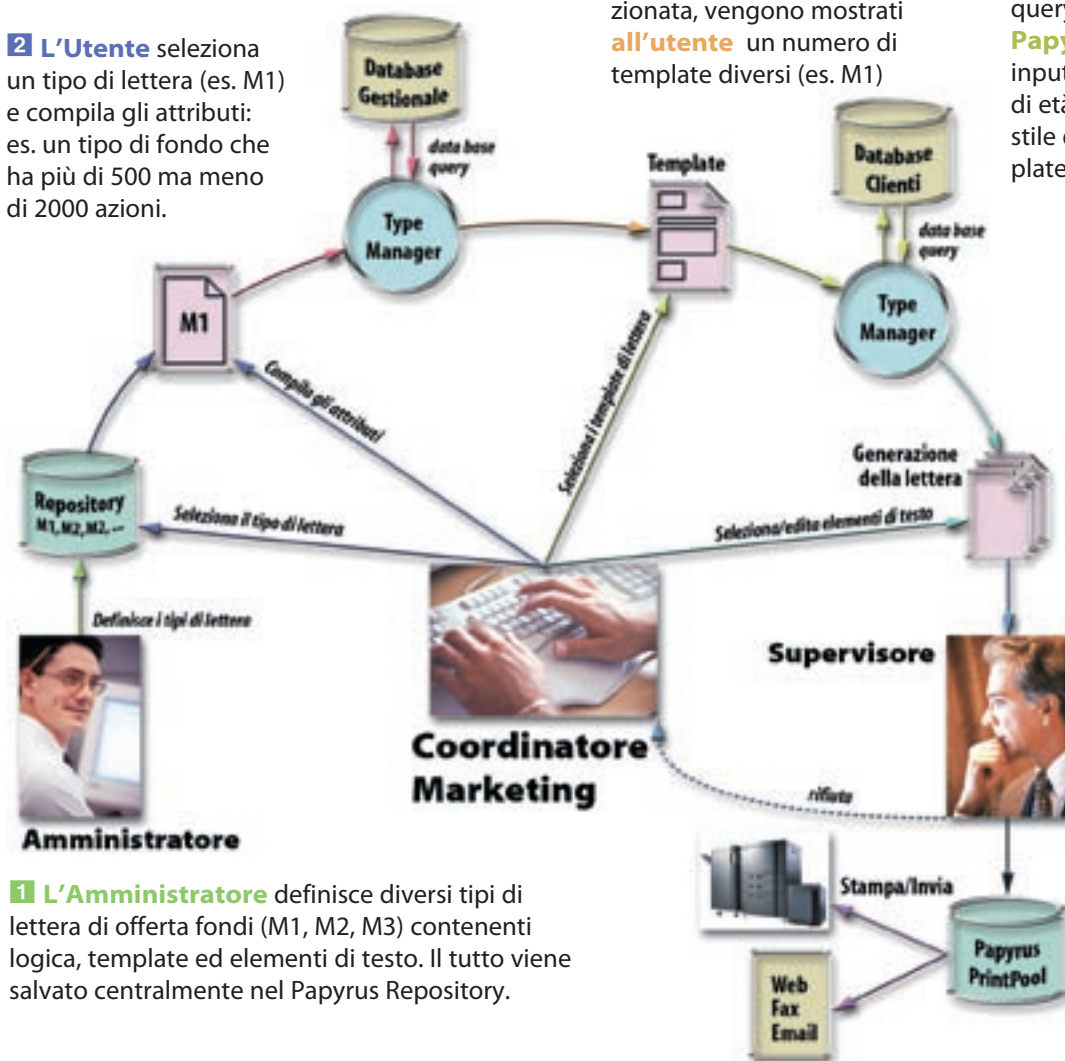 2 L'Utente seleziona
un tipo di lettera (es. M1)
e compila gli attributi:
es. un tipo di fondo che
ha più di 500 ma meno
di 2000 azioni.
zionata, vengono mostrati
all'utente un numero di
template diversi (es. M1)
query
Papy
input
di età
stile
plate
Database
Gestionale
data base
query
Type
Manager
Template
Database
Clienti
data base
query
Type
Manager
M1
Compila gli attributi
Seleziona i template di lettera
Generazione
della lettera
Repository
M1, M2, M2, ...
Seleziona il tipo di lettera
Seleziona/edita elementi di testo
Definisce i tipi di lettera
Supervisore
Coordinatore
Marketing
rifiuta
Amministratore
1 L'Amministratore definisce diversi tipi di
lettera di offerta fondi (M1, M2, M3) contenenti
logica, template ed elementi di testo. Il tutto viene
salvato centralmente nel Papyrus Repository.
Stampa/Invia
Papyrus
PrintPool
Web
Fax
Email